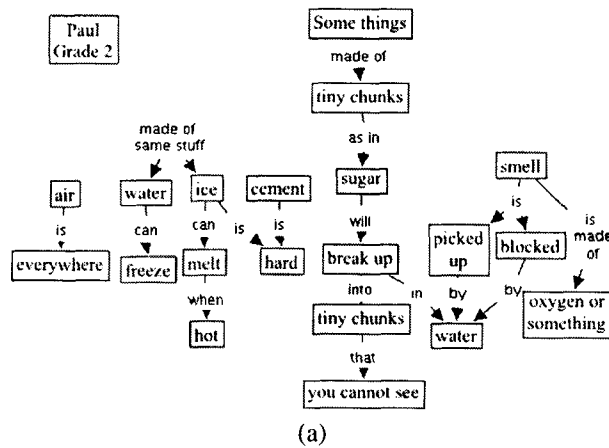 Paul
Grade 2
Some things
made of
tiny chunks
as in
made of
same stuff
air
water
ice
cement
sugar
smell
is
can
can
is
is
will
is
is
made
of
everywhere
freeze
melt
hard
break up
picked
up
blocked
when
into
in
by
by
oxygen or
something
hot
tiny chunks
water
that
you cannot see
(a)